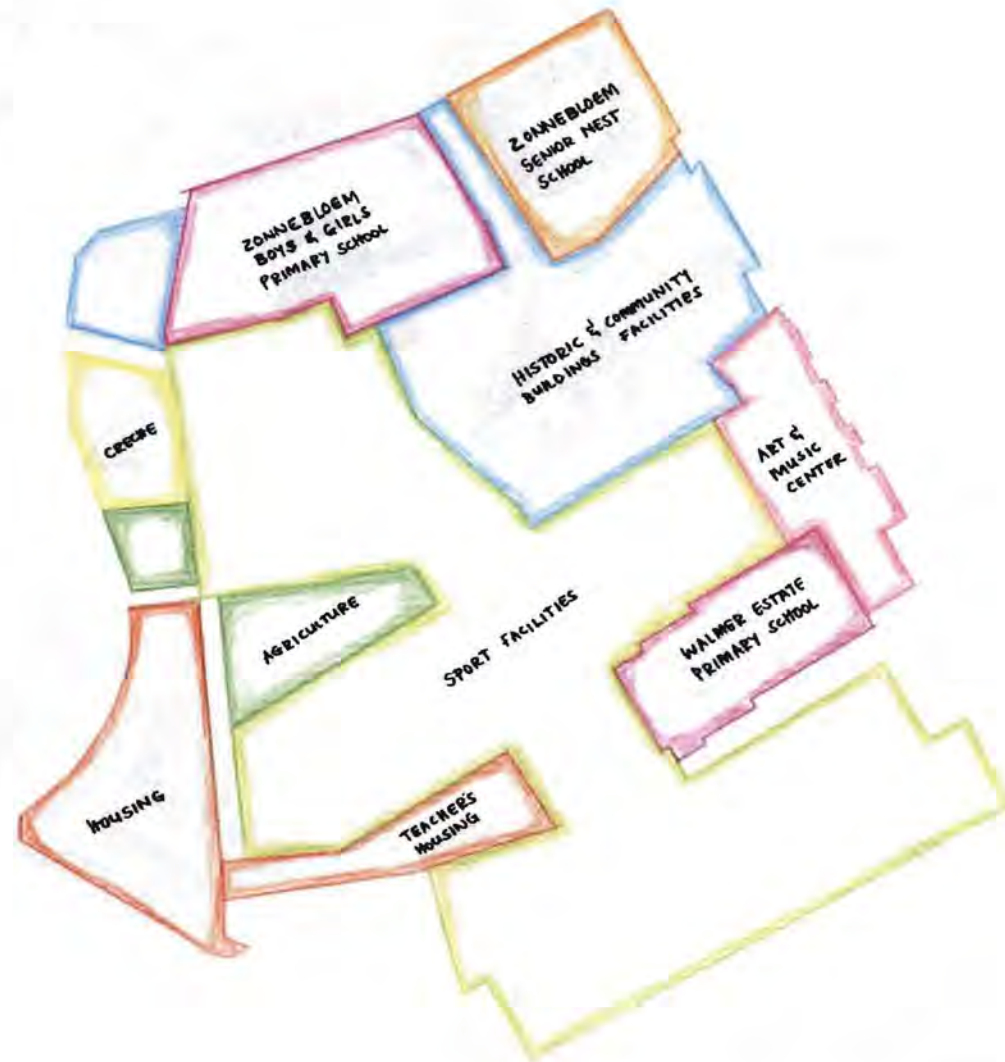 ZONNEBLOEM
SENIOR NEST
SCHOOL
ZONNEBLOEM
BOYS & GIRLS
PRIMARY SCHOOL
HISTORIC & COMMUNITY
BUILDINGS FACILITIES
CRECHE
ART &
MUSIC
CENTER
AGRICULTURE
SPORT FACILITIES
WALMER ESTATE
PRIMARY SCHOOL
HOUSING
TEACHER'S
HOUSING